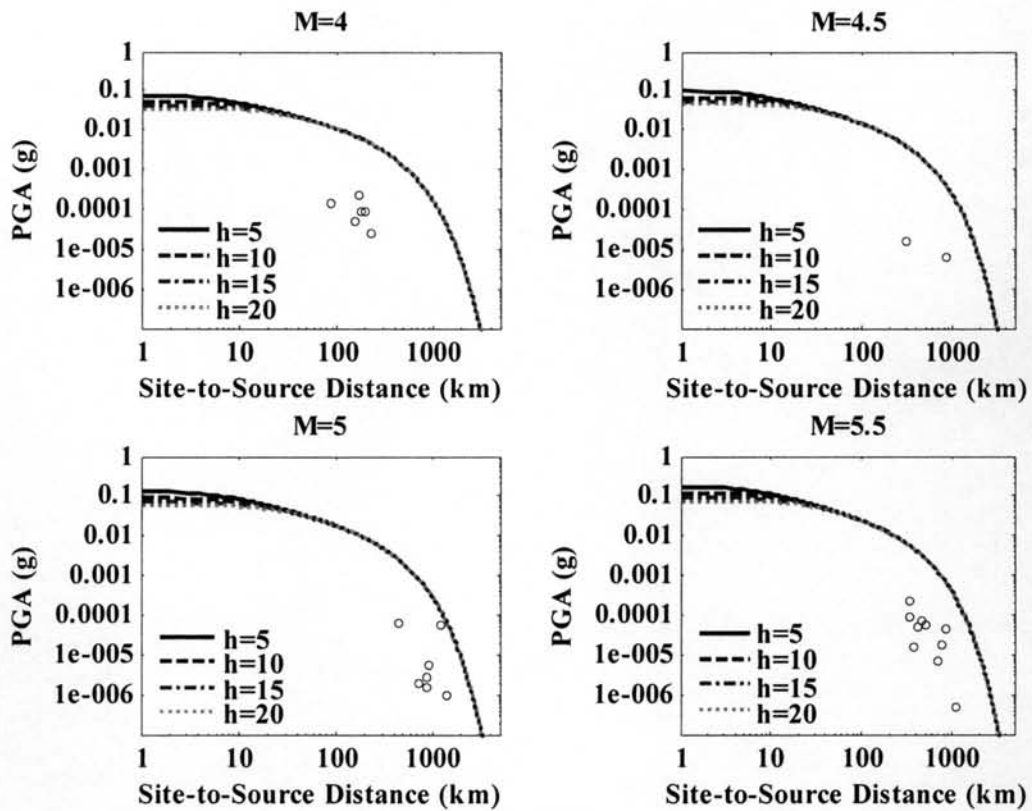 M=4
1
0.1
0.01
0.001
0.0001
1e-005
1e-006
PGA (g)
h=5
h=10
h=15
h=20
1 10 100 1000
Site-to-Source Distance (km)
M=4.5
1
0.1
0.01
0.0001
0.0001
1e-005
1e-006
PGA (g)
h=5
h=10
h=15
h=20
1 10 100 1000
Site-to-Source Distance (km)
M=5
1
0.1
0.01
0.001
0.0001
1e-005
1e-006
PGA (g)
h=5
h=10
h=15
h=20
1 10 100 1000
Site-to-Source Distance (km)
M=5.5
1
0.1
0.01
0.001
0.0001
1e-005
1e-006
PGA (g)
h=5
h=10
h=15
h=20
1 10 100 1000
Site-to-Source Distance (km)